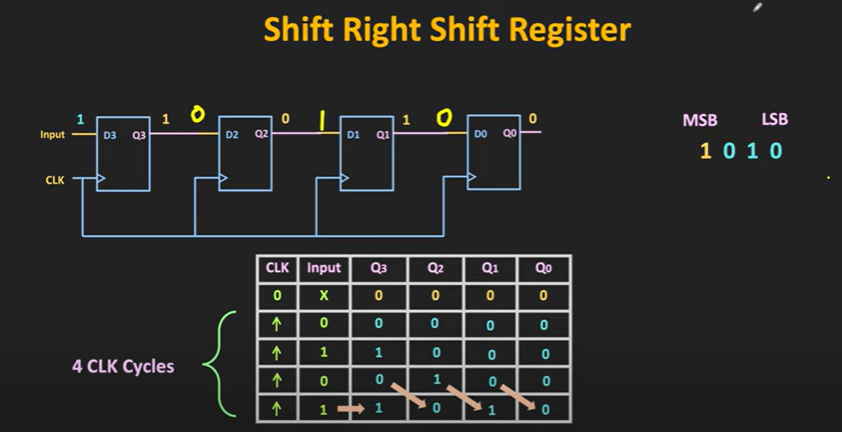 Shift Right Shift Register
1 1 0 0 1 1 0 0
Input D3 Q3 D2 Q2 D1 Q1 D0 Q0
CLK
MSB LSB
1 0 1 0
CLK Input Q3 Q2 Q1 Q0
0 X 0 0 0 0
↑ 0 0 0 0 0
↑ 1 1 0 0 0
↑ 0 0 1 0 0
↑ 1 1 0 1 0
4 CLK Cycles